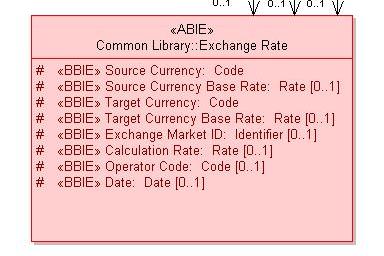 0..1 0..1 0..1
«ABIE»
Common Library::Exchange Rate
# «BBIE» Source Currency: Code
# «BBIE» Source Currency Base Rate: Rate [0..1]
# «BBIE» Target Currency: Code
# «BBIE» Target Currency Base Rate: Rate [0..1]
# «BBIE» Exchange Market ID: Identifier [0..1]
# «BBIE» Calculation Rate: Rate [0..1]
# «BBIE» Operator Code: Code [0..1]
# «BBIE» Date: Date [0..1]